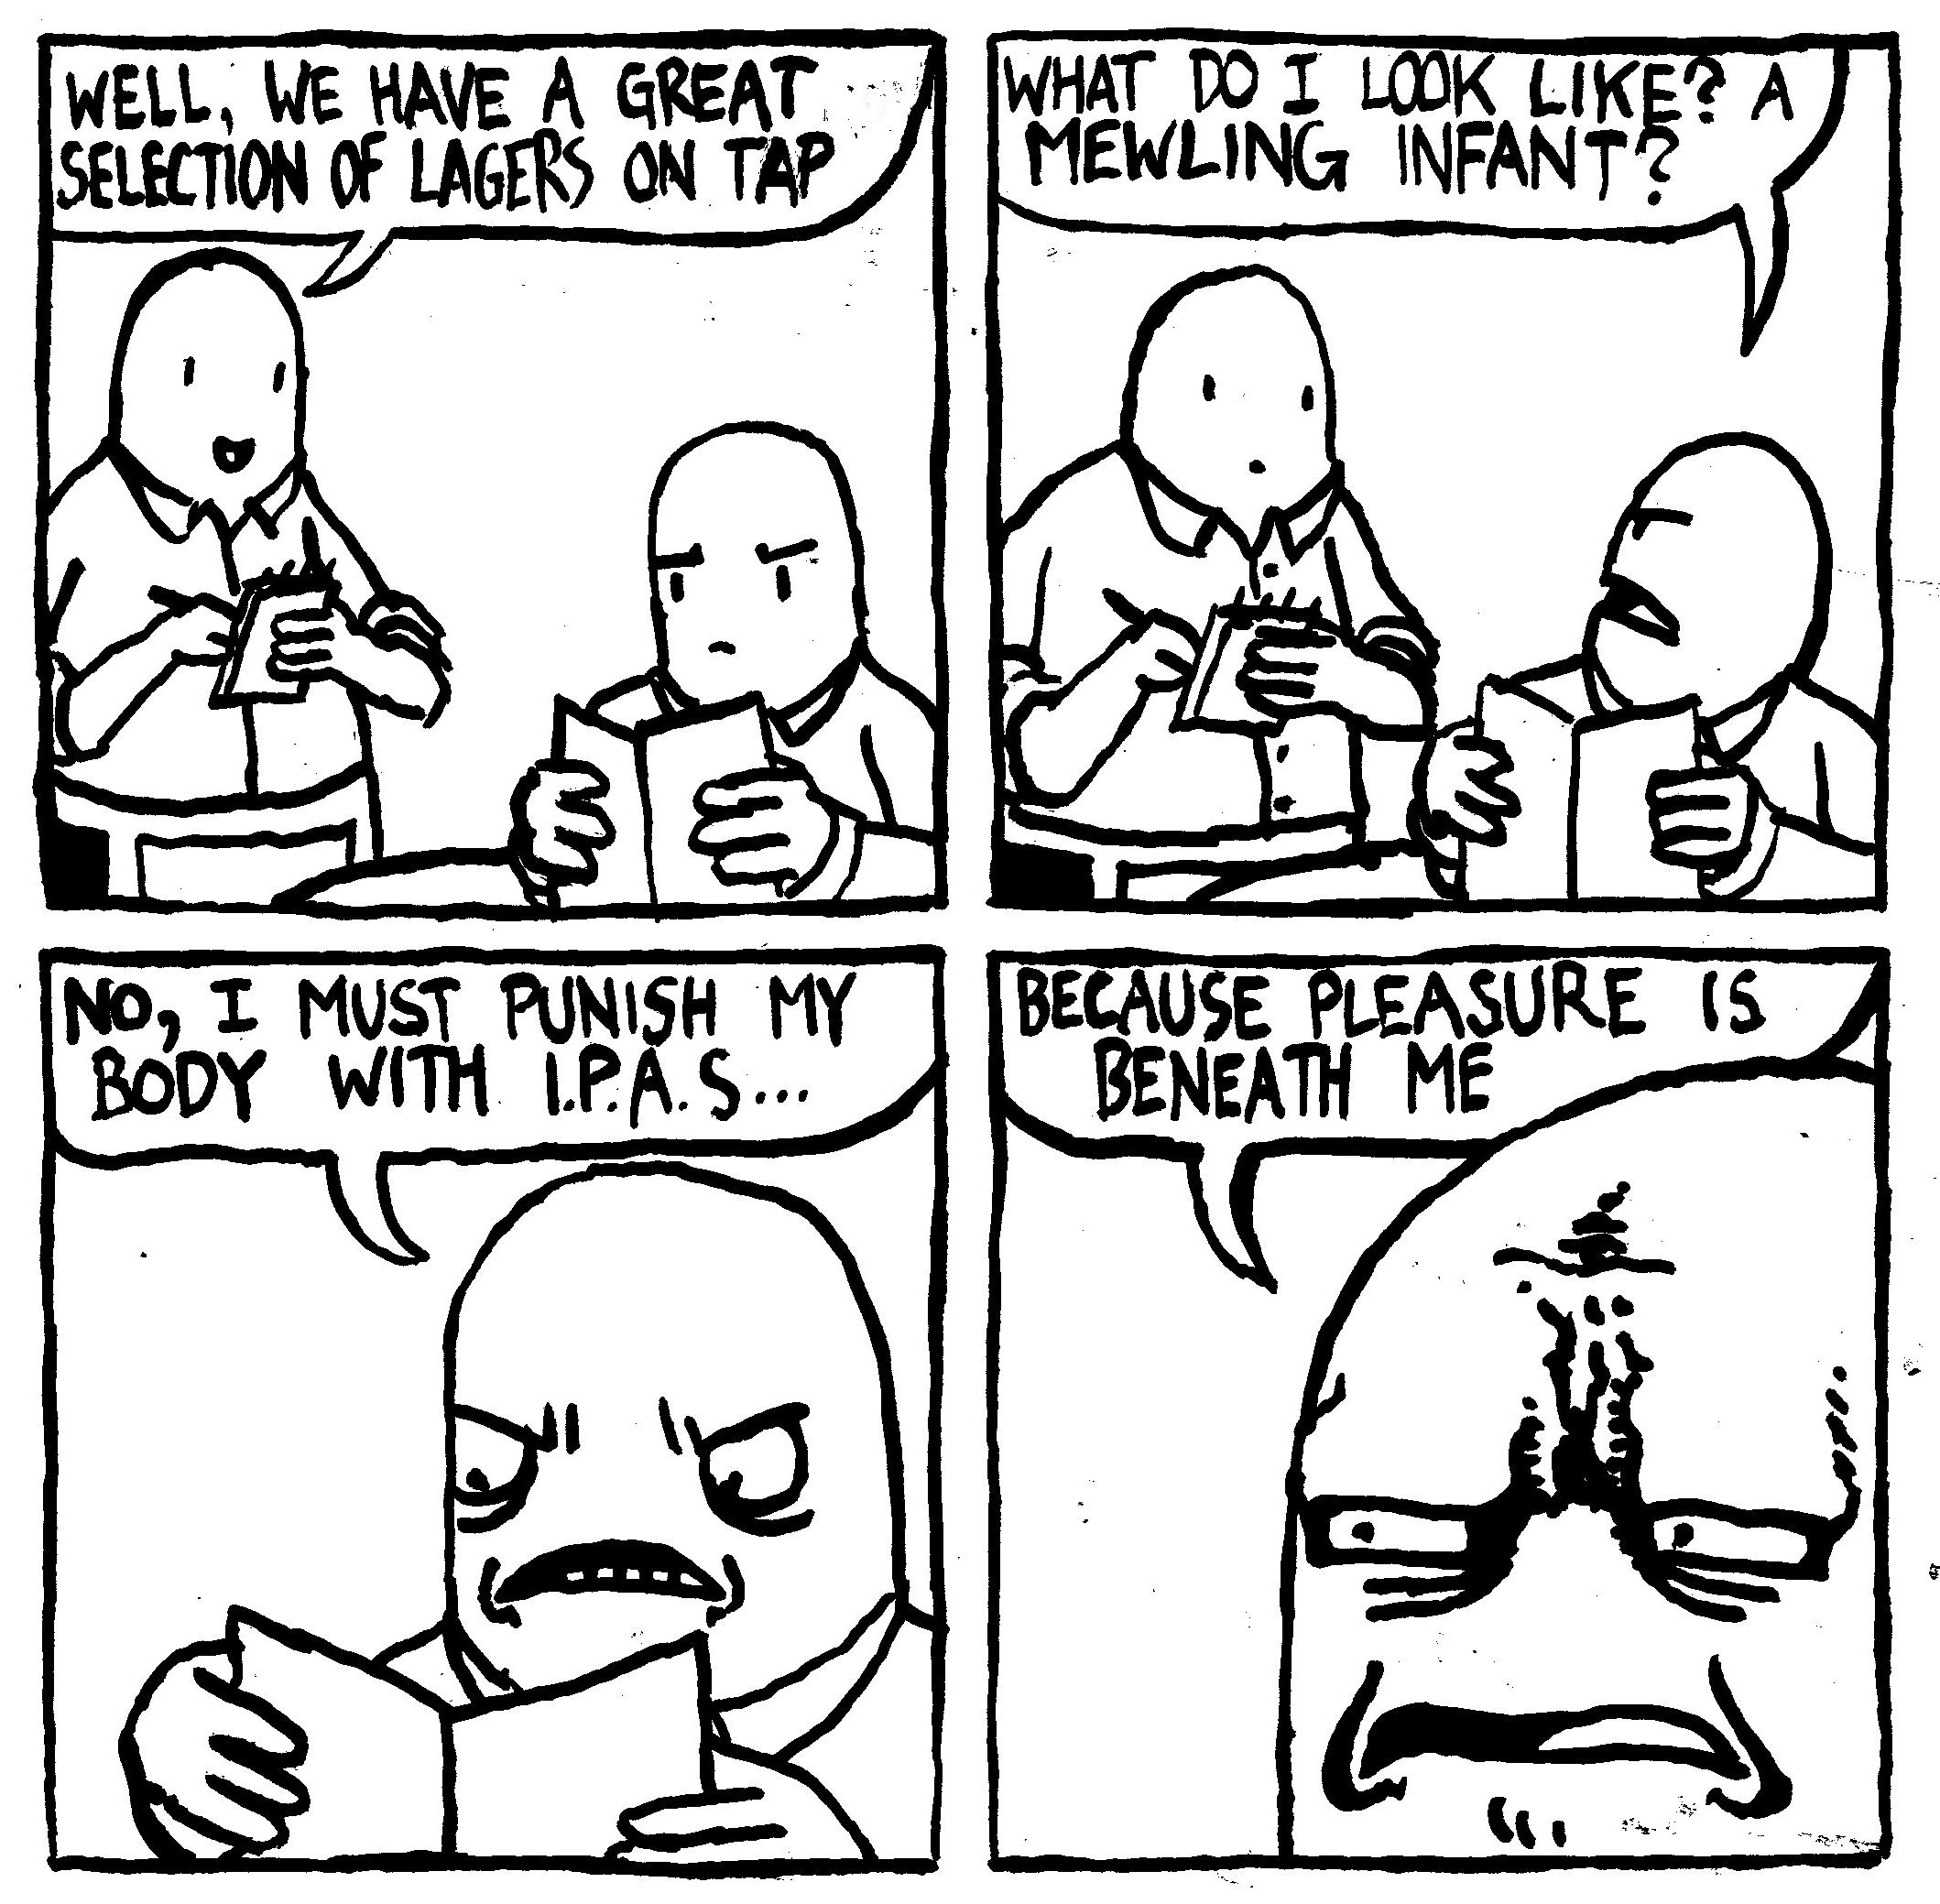 WELL, WE HAVE A GREAT
SELECTION OF LAGERS ON TAP
WHAT DO I LOOK LIKE? A
MEWLING INFANT?
NO, I MUST PUNISH MY
BODY WITH I.P.A.S...
BECAUSE PLEASURE IS
BENEATH ME